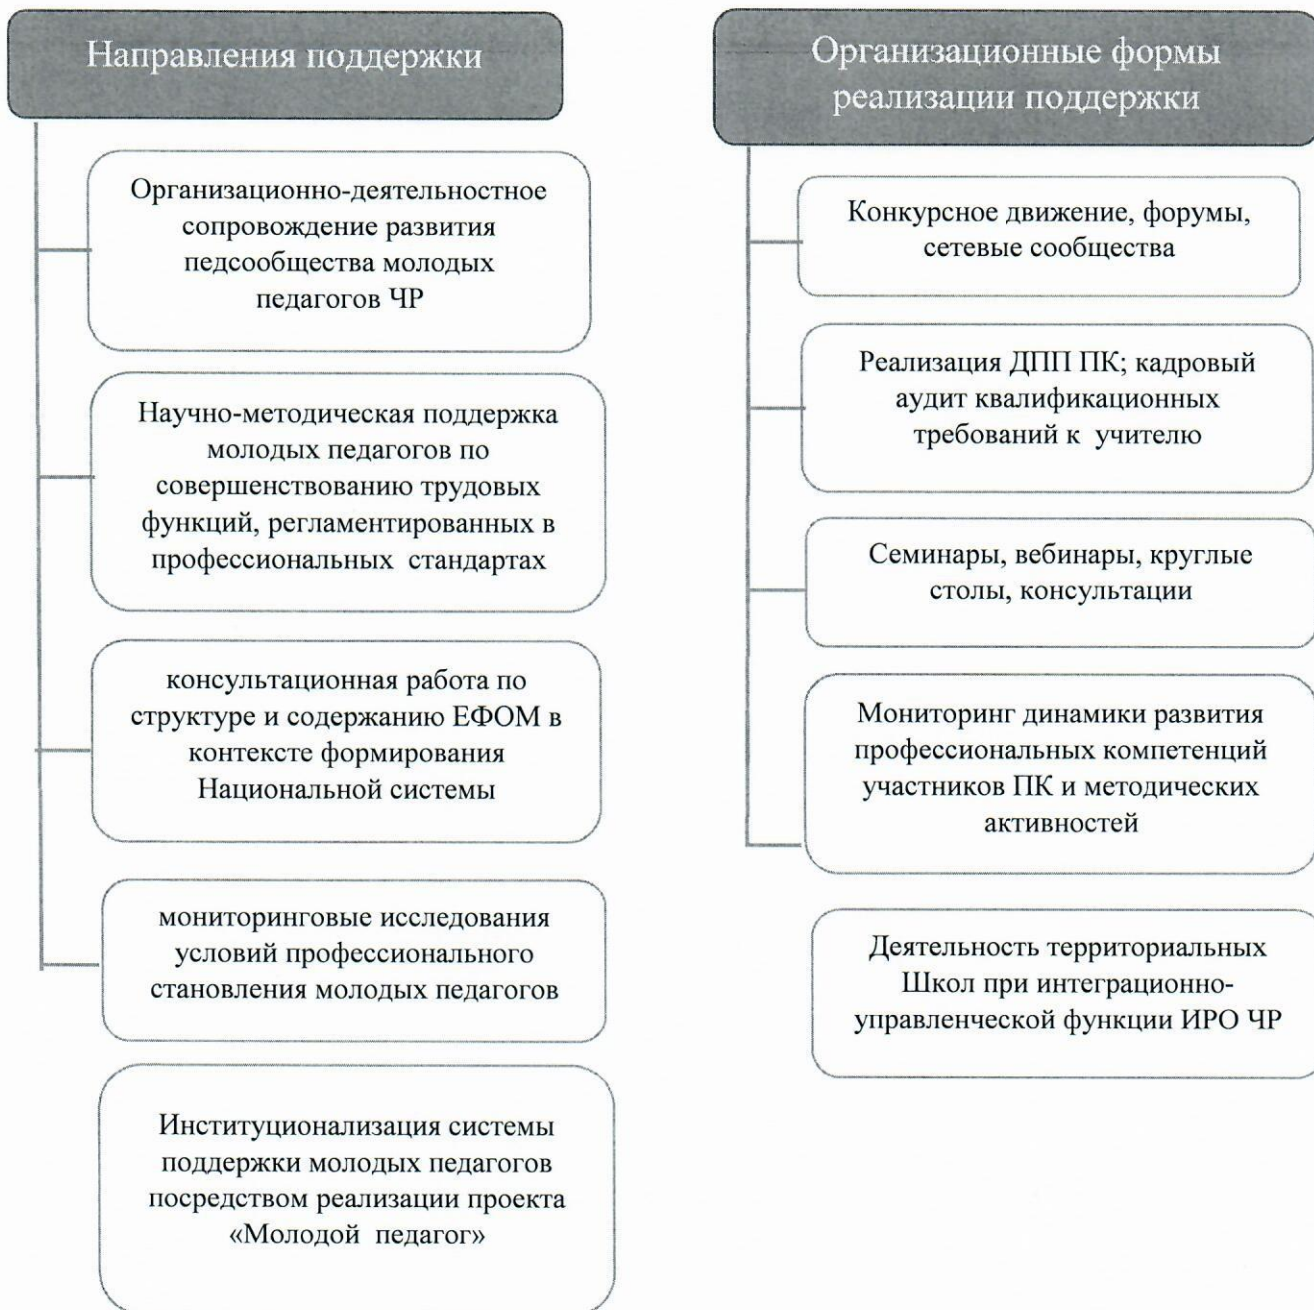 Направления поддержки
Организационно-деятельностное
сопровождение развития
педсообщества молодых
педагогов ЧР
Научно-методическая поддержка
молодых педагогов по
совершенствованию трудовых
функций, регламентированных в
профессиональных стандартах
консультационная работа по
структуре и содержанию ЕФОМ в
контексте формирования
Национальной системы
мониторинговые исследования
условий профессионального
становления молодых педагогов
Институционализация системы
поддержки молодых педагогов
посредством реализации проекта
«Молодой педагог»
Организационные формы
реализации поддержки
Конкурсное движение, форумы,
сетевые сообщества
Реализация ДПП ПК; кадровый
аудит квалификационных
требований к учителю
Семинары, вебинары, круглые
столы, консультации
Мониторинг динамики развития
профессиональных компетенций
участников ПК и методических
активностей
Деятельность территориальных
Школ при интеграционно-
управленческой функции ИРО ЧР